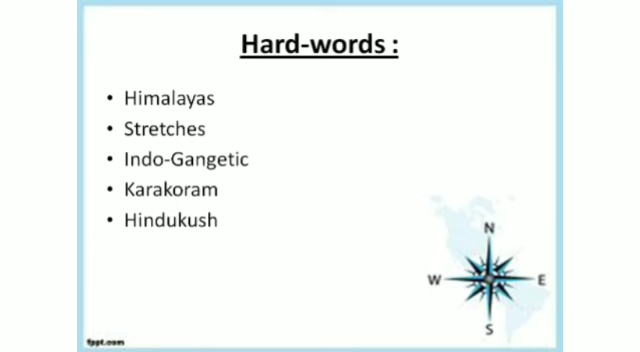 Hard-words :
• Himalayas
• Stretches
• Indo-Gangetic
• Karakoram
• Hindukush
N
W E
S
fppt.com